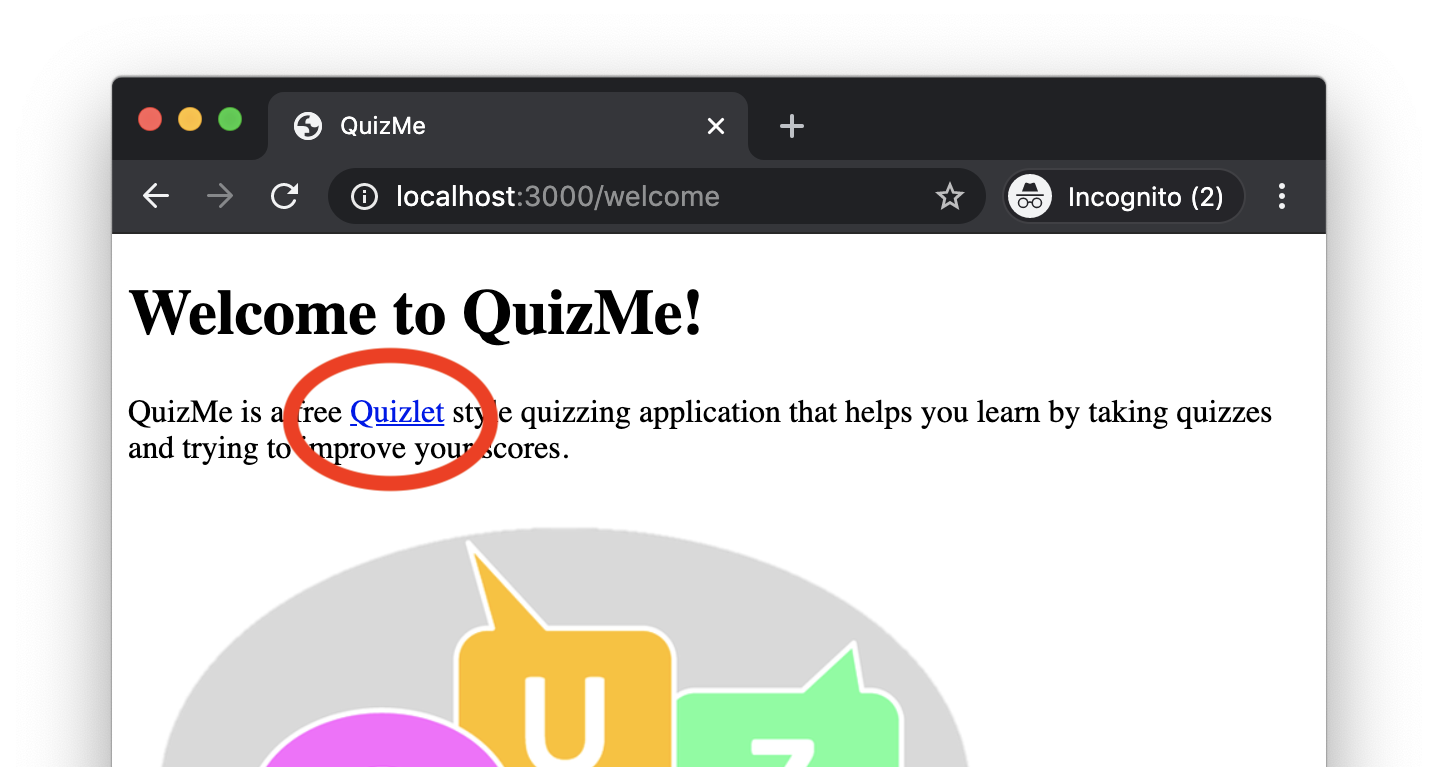 QuizMe
localhost:3000/welcome
Incognito (2)
Welcome to QuizMe!
QuizMe is a free Quizlet style quizzing application that helps you learn by taking quizzes
and trying to improve your scores.
U
Z